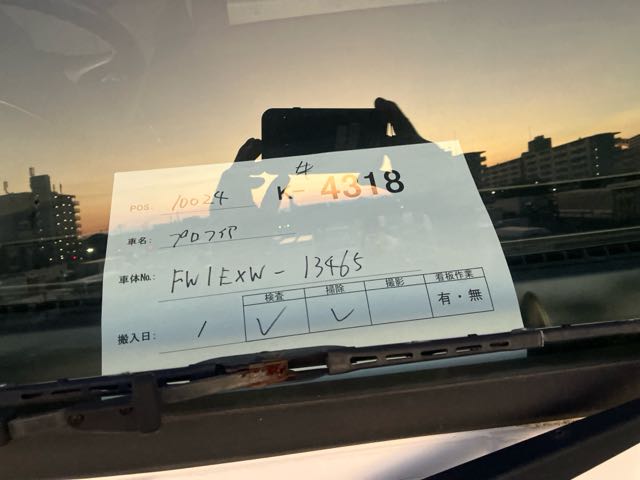 POS: 10024 K- 4318
車名: プロフィア
車体No.: FW1EXW-13465
検査 掃除 撮影 看板作業
搬入日: / ✓ ✓ 有・無